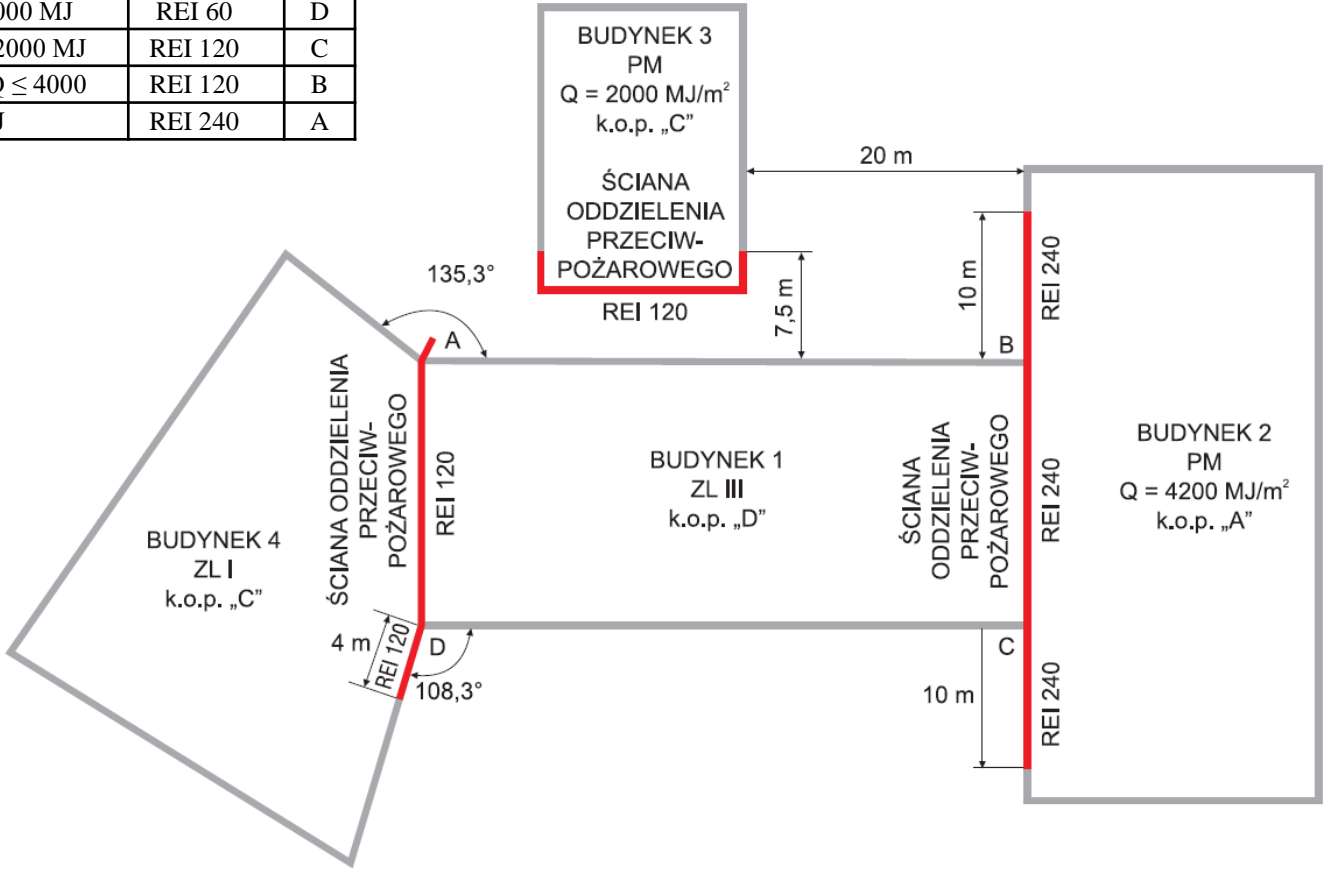 000 MJ REI 60 D
2000 MJ REI 120 C
Q ≤ 4000 REI 120 B
REI 240 A
BUDYNEK 3
PM
Q = 2000 MJ/m²
k.o.p. „C”
ŚCIANA
ODDZIELENIA
PRZECIW-
POŻAROWEGO
REI 120
20 m
7,5 m
10 m
REI 240
135,3°
A
B
ŚCIANA ODDZIELENIA
PRZECIW-
POŻAROWEGO
REI 120
BUDYNEK 1
ZL III
k.o.p. „D”
ŚCIANA
ODDZIELENIA
PRZECIW-
POŻAROWEGO
REI 240
BUDYNEK 2
PM
Q = 4200 MJ/m²
k.o.p. „A”
BUDYNEK 4
ZL I
k.o.p. „C”
4 m
REI 120
D
108,3°
C
10 m
REI 240